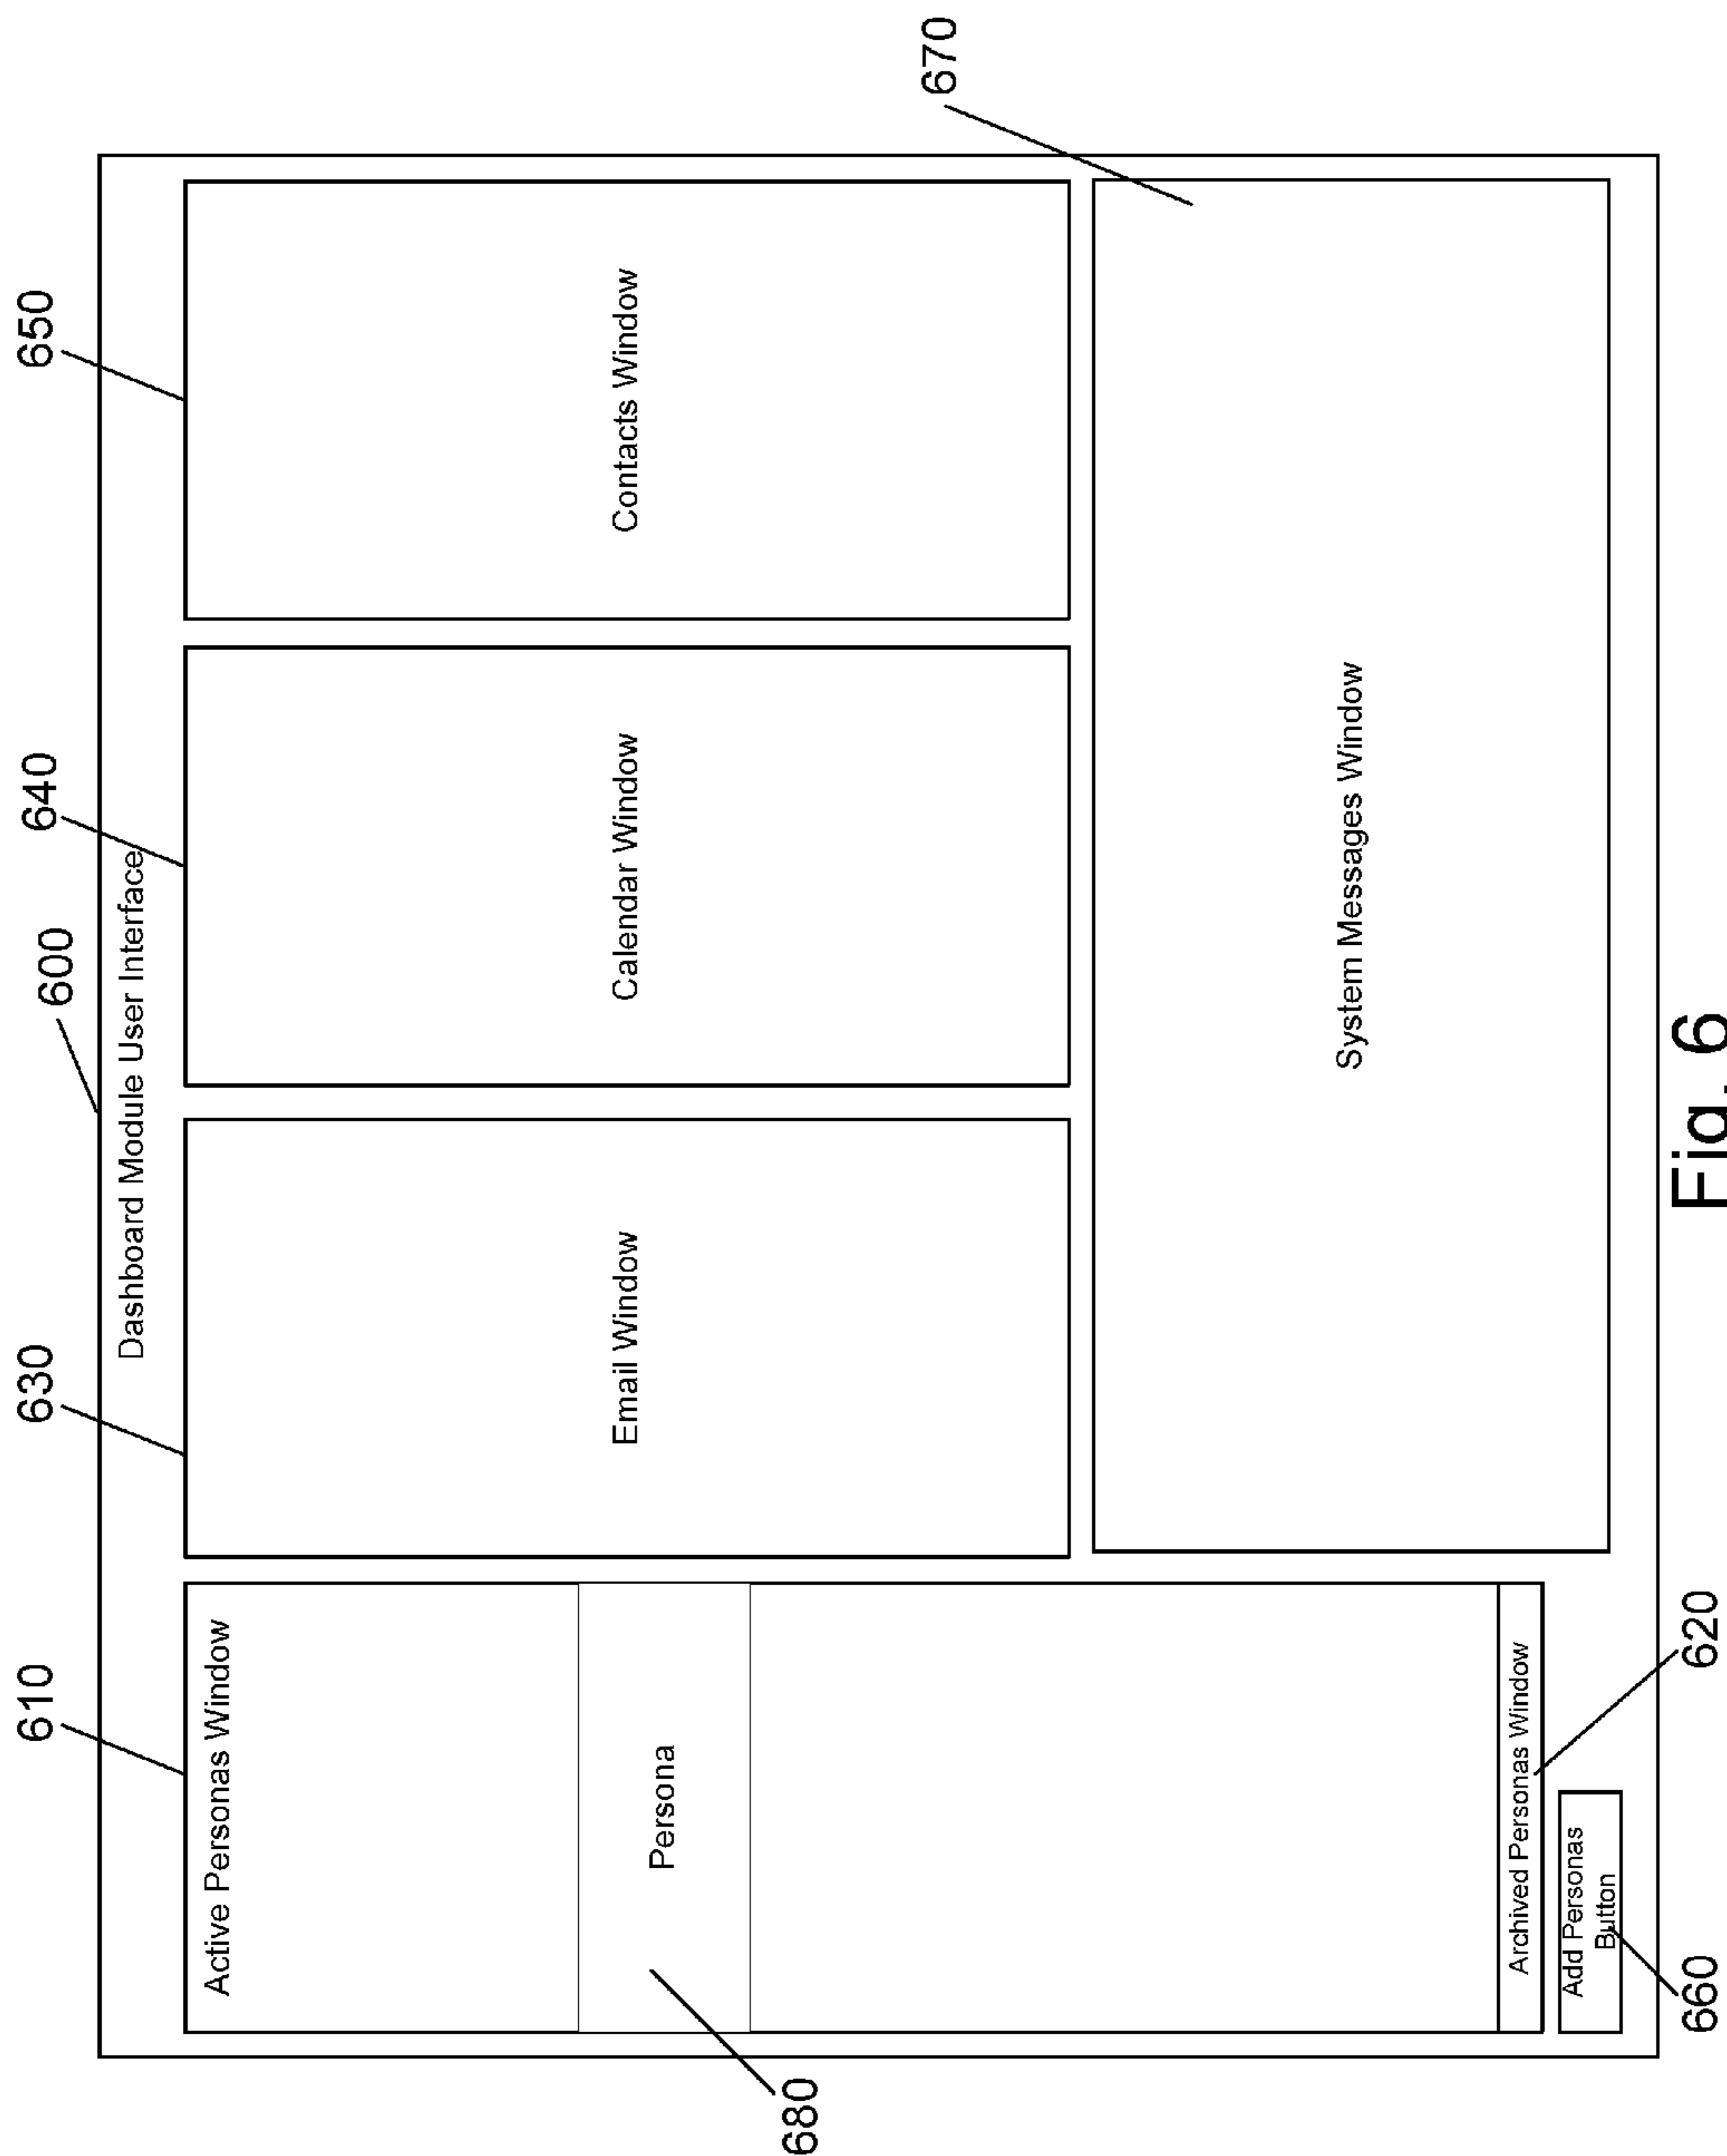 600
Dashboard Module User Interface
610
630
640
650
Active Personas Window
Email Window
Calendar Window
Contacts Window
Persona
680
670
System Messages Window
Archived Personas Window
Add Personas
Button
660
620
Fig. 6